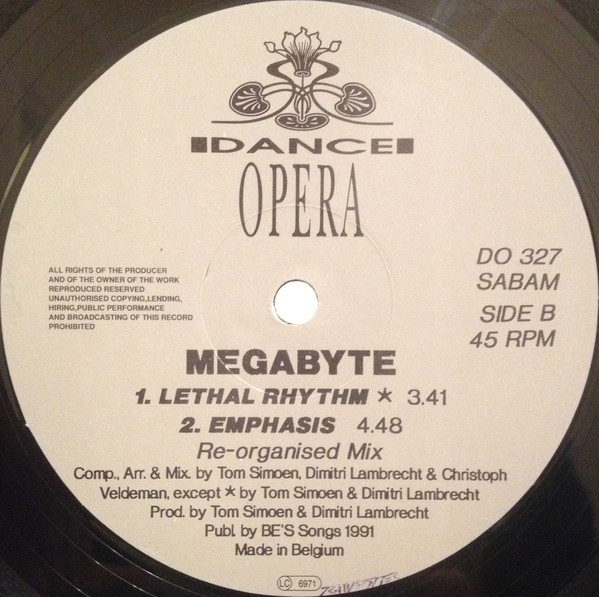 DANCE
OPERA
DO 327
SABAM
SIDE B
45 RPM
ALL RIGHTS OF THE PRODUCER
AND OF THE OWNER OF THE WORK
REPRODUCED RESERVED
UNAUTHORISED COPYING,LENDING,
HIRING,PUBLIC PERFORMANCE
AND BROADCASTING OF THIS RECORD
PROHIBITED
MEGABYTE
1. LETHAL RHYTHM ★ 3.41
2. EMPHASIS 4.48
Re-organised Mix
Comp., Arr. & Mix. by Tom Simoen, Dimitri Lambrecht & Christoph
Veldeman, except ★ by Tom Simoen & Dimitri Lambrecht
Prod. by Tom Simoen & Dimitri Lambrecht
Publ. by BE'S Songs 1991
Made in Belgium
LC 6971